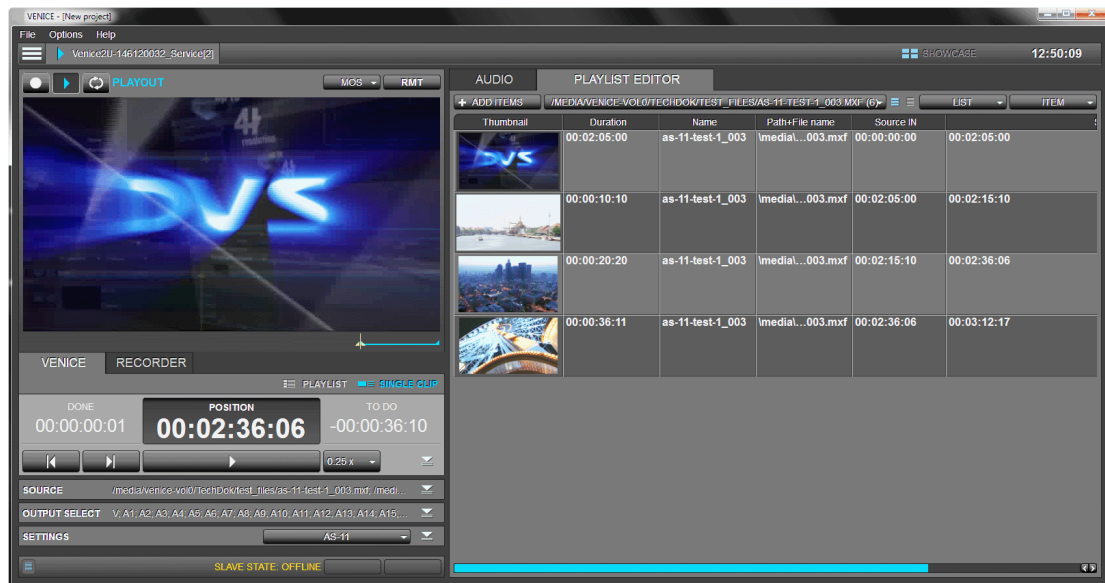 VENICE - [New project]
File Options Help
Venice2U-146120032_Service[2]
SHOWCASE 12:50:09
PLAYOUT MOS RMT
DVS
AUDIO PLAYLIST EDITOR
+ ADD ITEMS /MEDIA/VENICE-VOL0/TECHDOK/TEST_FILES/AS-11-TEST-1_003.MXF (6) LIST ITEM
Thumbnail Duration Name Path+File name Source IN
00:02:05:00 as-11-test-1_003 \media\...003.mxf 00:00:00:00 00:02:05:00
DVS
00:00:10:10 as-11-test-1_003 \media\...003.mxf 00:02:05:00 00:02:15:10
00:00:20:20 as-11-test-1_003 \media\...003.mxf 00:02:15:10 00:02:36:06
00:00:36:11 as-11-test-1_003 \media\...003.mxf 00:02:36:06 00:03:12:17
VENICE RECORDER
PLAYLIST SINGLE CLIP
DONE POSITION TO DO
00:00:00:01 00:02:36:06 -00:00:36:10
0.25 x
SOURCE /media/venice-vol0/TechDok/test_files/as-11-test-1_003.mxf; /medi...
OUTPUT SELECT V, A1; A2; A3; A4; A5; A6; A7; A8; A9; A10; A11; A12; A13; A14; A15;...
SETTINGS AS-11
SLAVE STATE: OFFLINE